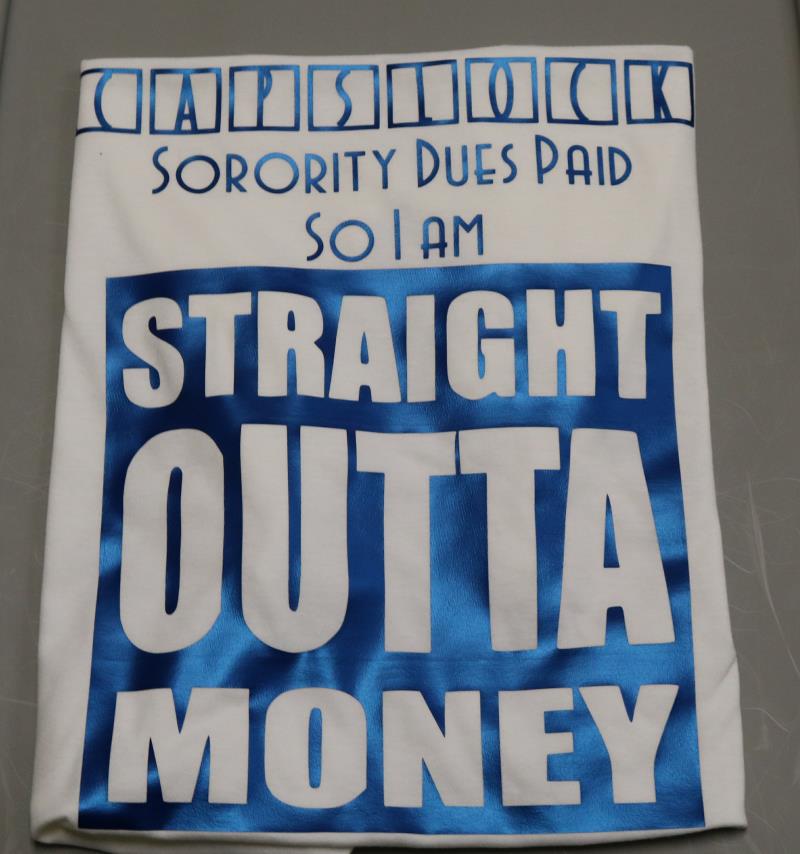 CAPSLOCK
SORORITY DUES PAID
SO I AM
STRAIGHT
OUTTA
MONEY